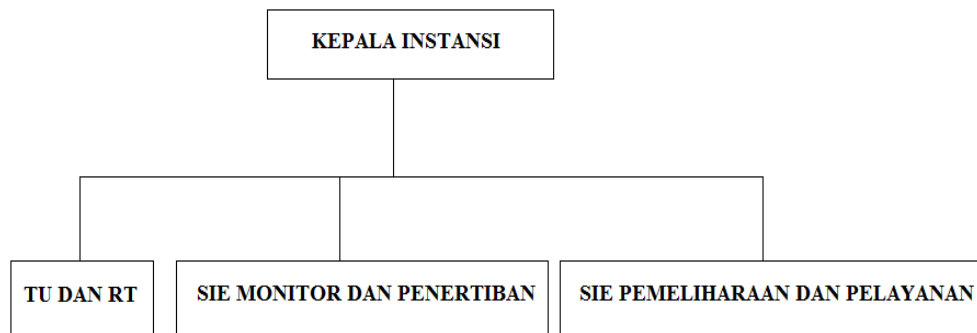 KEPALA INSTANSI
TU DAN RT
SIE MONITOR DAN PENERTIBAN
SIE PEMELIHARAAN DAN PELAYANAN